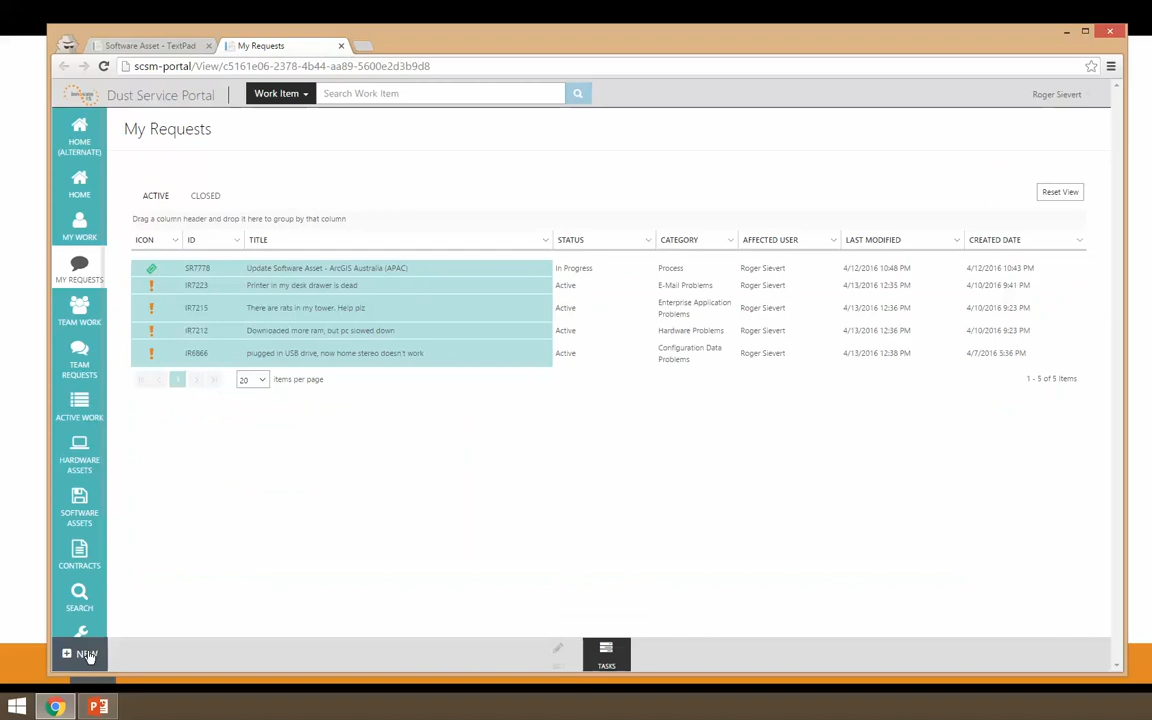 Software Asset - TextPad
My Requests
scsm-portal/View/c5161e06-2378-4b44-aa89-5600e2d3b9d8
Dust Service Portal
Work Item
Search Work Item
Roger Sievert
HOME (ALTERNATE)
HOME
MY WORK
MY REQUESTS
TEAM WORK
TEAM REQUESTS
ACTIVE WORK
HARDWARE ASSETS
SOFTWARE ASSETS
CONTRACTS
SEARCH
NEW
My Requests
ACTIVE CLOSED
Reset View
Drag a column header and drop it here to group by that column
ICON ID TITLE STATUS CATEGORY AFFECTED USER LAST MODIFIED CREATED DATE
SR7778 Update Software Asset - ArcGIS Australia (APAC) In Progress Process Roger Sievert 4/12/2016 10:48 PM 4/12/2016 10:43 PM
IR7223 Printer in my desk drawer is dead Active E-Mail Problems Roger Sievert 4/13/2016 12:35 PM 4/10/2016 9:41 PM
IR7215 There are rats in my tower. Help plz Active Enterprise Application Problems Roger Sievert 4/13/2016 12:36 PM 4/10/2016 9:23 PM
IR7212 Downloaded more ram, but pc slowed down Active Hardware Problems Roger Sievert 4/13/2016 12:36 PM 4/10/2016 9:23 PM
IR6866 plugged in USB drive, now home stereo doesn't work Active Configuration Data Problems Roger Sievert 4/13/2016 12:38 PM 4/7/2016 5:36 PM
1 20 items per page 1 - 5 of 5 items
TASKS